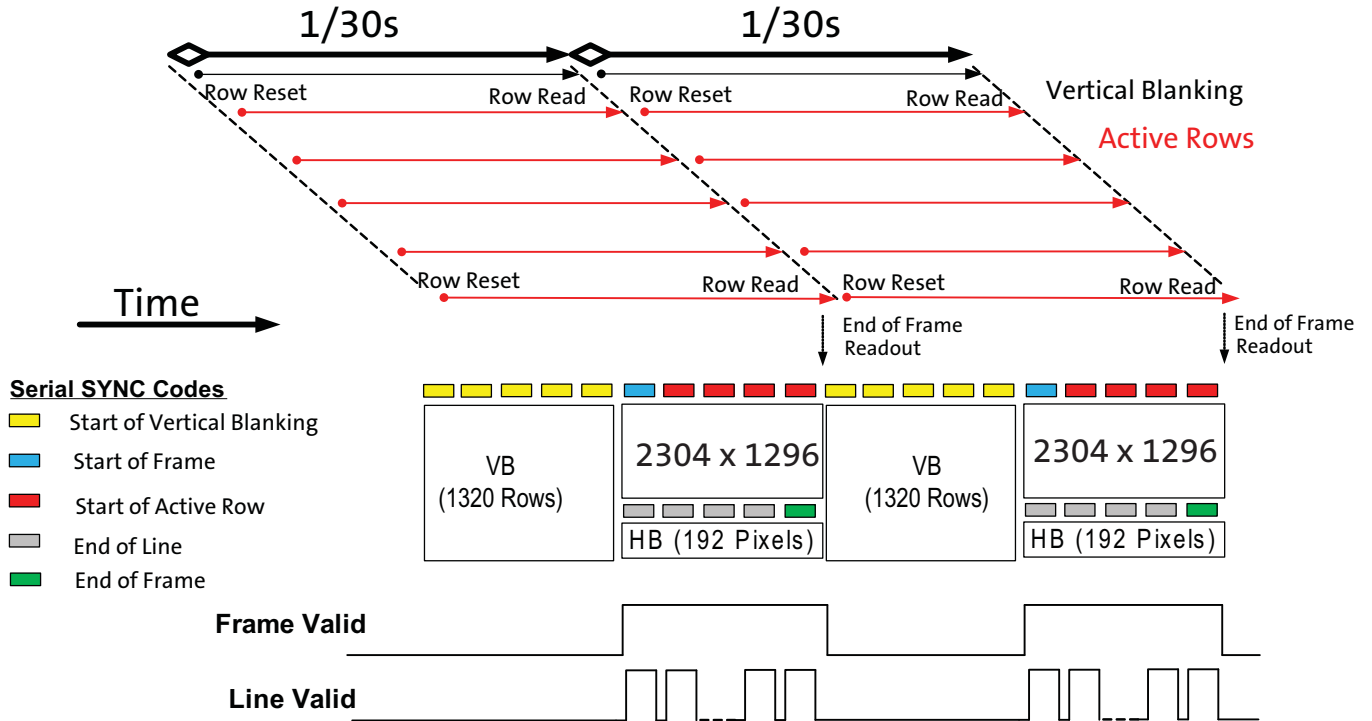 1/30s
1/30s
Row Reset
Row Read
Row Reset
Row Read
Vertical Blanking
Active Rows
Row Reset
Row Read
Row Reset
Row Read
Time
End of Frame
Readout
End of Frame
Readout
Serial SYNC Codes
Start of Vertical Blanking
Start of Frame
Start of Active Row
End of Line
End of Frame
VB
(1320 Rows)
2304 x 1296
HB (192 Pixels)
VB
(1320 Rows)
2304 x 1296
HB (192 Pixels)
Frame Valid
Line Valid